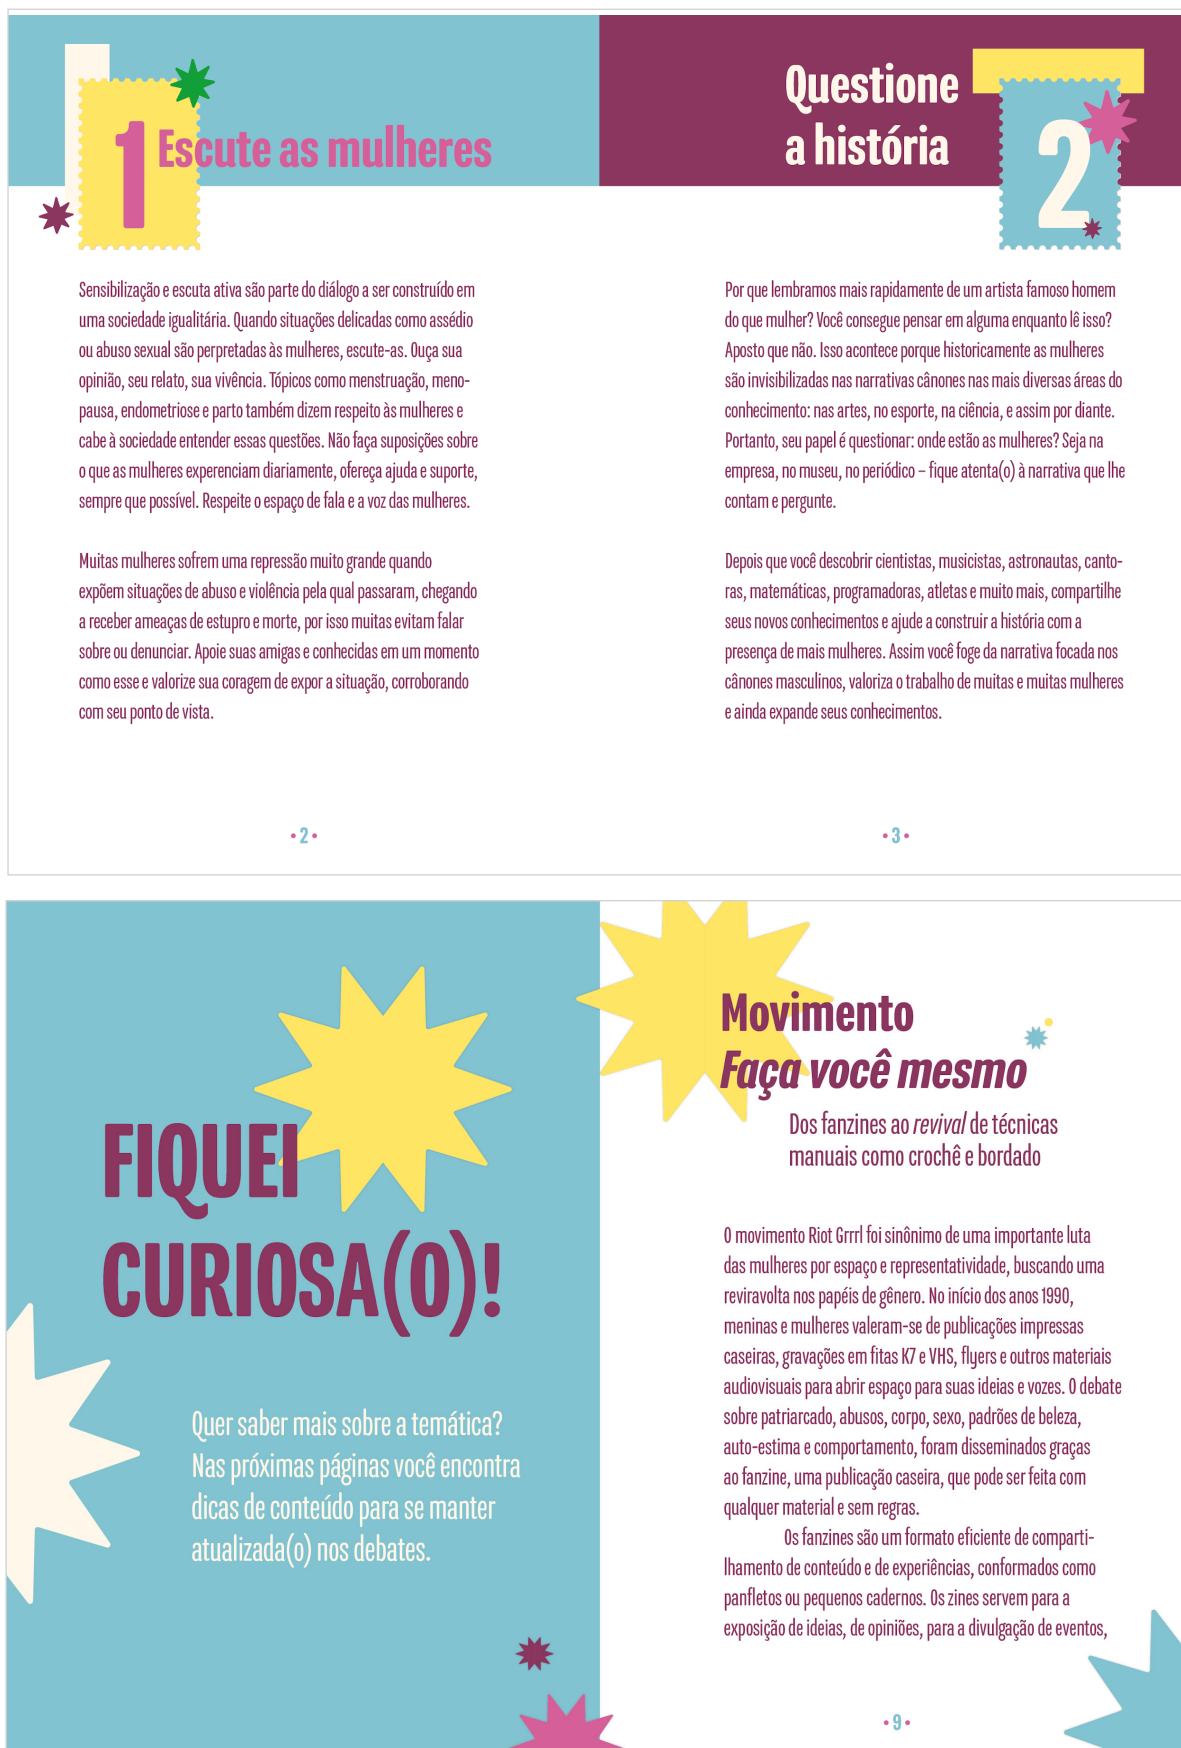 1
Escute as mulheres
Sensibilização e escuta ativa são parte do diálogo a ser construído em
uma sociedade igualitária. Quando situações delicadas como assédio
ou abuso sexual são perpretadas às mulheres, escute-as. Ouça sua
opinião, seu relato, sua vivência. Tópicos como menstruação, meno-
pausa, endometriose e parto também dizem respeito às mulheres e
cabe à sociedade entender essas questões. Não faça suposições sobre
o que as mulheres experenciam diariamente, ofereça ajuda e suporte,
sempre que possível. Respeite o espaço de fala e a voz das mulheres.
Muitas mulheres sofrem uma repressão muito grande quando
expõem situações de abuso e violência pela qual passaram, chegando
a receber ameaças de estupro e morte, por isso muitas evitam falar
sobre ou denunciar. Apoie suas amigas e conhecidas em um momento
como esse e valorize sua coragem de expor a situação, corroborando
com seu ponto de vista.
• 2 •
Questione
a história
2
Por que lembramos mais rapidamente de um artista famoso homem
do que mulher? Você consegue pensar em alguma enquanto lê isso?
Aposto que não. Isso acontece porque historicamente as mulheres
são invisibilizadas nas narrativas cânones nas mais diversas áreas do
conhecimento: nas artes, no esporte, na ciência, e assim por diante.
Portanto, seu papel é questionar: onde estão as mulheres? Seja na
empresa, no museu, no periódico – fique atenta(o) à narrativa que lhe
contam e pergunte.
Depois que você descobrir cientistas, musicistas, astronautas, canto-
ras, matemáticas, programadoras, atletas e muito mais, compartilhe
seus novos conhecimentos e ajude a construir a história com a
presença de mais mulheres. Assim você foge da narrativa focada nos
cânones masculinos, valoriza o trabalho de muitas e muitas mulheres
e ainda expande seus conhecimentos.
• 3 •
FIQUEI
CURIOSA(O)!
Quer saber mais sobre a temática?
Nas próximas páginas você encontra
dicas de conteúdo para se manter
atualizada(o) nos debates.
Movimento
Faça você mesmo
Dos fanzines ao revival de técnicas
manuais como crochê e bordado
O movimento Riot Grrrl foi sinônimo de uma importante luta
das mulheres por espaço e representatividade, buscando uma
reviravolta nos papéis de gênero. No início dos anos 1990,
meninas e mulheres valeram-se de publicações impressas
caseiras, gravações em fitas K7 e VHS, flyers e outros materiais
audiovisuais para abrir espaço para suas ideias e vozes. O debate
sobre patriarcado, abusos, corpo, sexo, padrões de beleza,
auto-estima e comportamento, foram disseminados graças
ao fanzine, uma publicação caseira, que pode ser feita com
qualquer material e sem regras.
Os fanzines são um formato eficiente de comparti-
lhamento de conteúdo e de experiências, conformados como
panfletos ou pequenos cadernos. Os zines servem para a
exposição de ideias, de opiniões, para a divulgação de eventos,
• 9 •